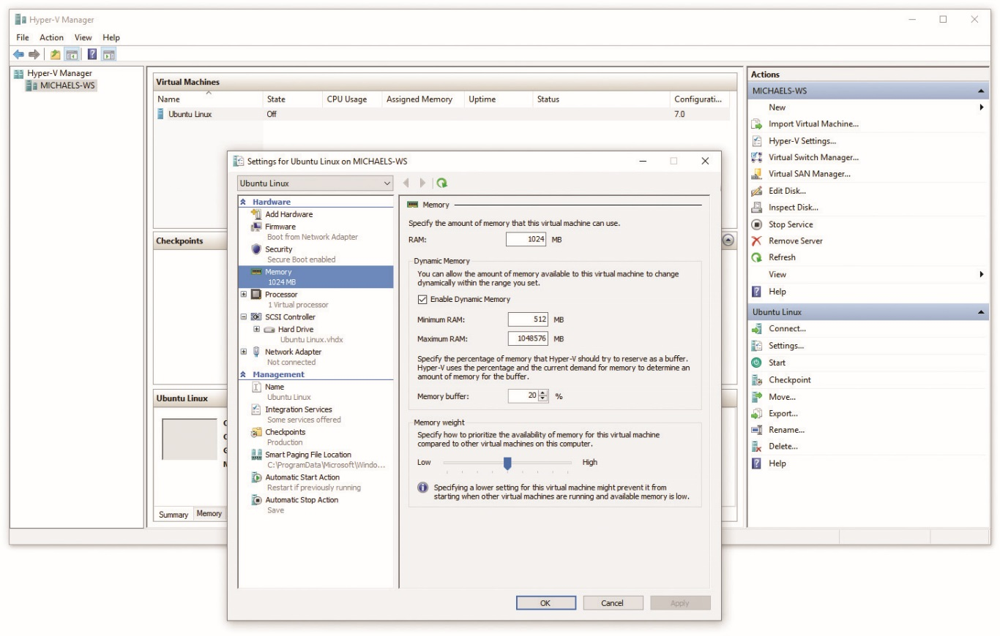 Hyper-V Manager
File Action View Help
Hyper-V Manager
MICHAELS-WS
Virtual Machines
Name State CPU Usage Assigned Memory Uptime Status Configurati...
Ubuntu Linux Off 7.0
Checkpoints
Ubuntu Linux
Summary Memory
Settings for Ubuntu Linux on MICHAELS-WS
Ubuntu Linux
Hardware
Add Hardware
Firmware
Boot from Network Adapter
Security
Secure Boot enabled
Memory
1024 MB
Processor
1 Virtual processor
SCSI Controller
Hard Drive
Ubuntu Linux.vhdx
Network Adapter
Not connected
Management
Name
Ubuntu Linux
Integration Services
Some services offered
Checkpoints
Production
Smart Paging File Location
C:\ProgramData\Microsoft\Windo...
Automatic Start Action
Restart if previously running
Automatic Stop Action
Save
Memory
Specify the amount of memory that this virtual machine can use.
RAM: 1024 MB
Dynamic Memory
You can allow the amount of memory available to this virtual machine to change
dynamically within the range you set.
Enable Dynamic Memory
Minimum RAM: 512 MB
Maximum RAM: 1048576 MB
Specify the percentage of memory that Hyper-V should try to reserve as a buffer.
Hyper-V uses the percentage and the current demand for memory to determine an
amount of memory for the buffer.
Memory buffer: 20 %
Memory weight
Specify how to prioritize the availability of memory for this virtual machine
compared to other virtual machines on this computer.
Low High
Specifying a lower setting for this virtual machine might prevent it from
starting when other virtual machines are running and available memory is low.
OK Cancel Apply
Actions
MICHAELS-WS
New
Import Virtual Machine...
Hyper-V Settings...
Virtual Switch Manager...
Virtual SAN Manager...
Edit Disk...
Inspect Disk...
Stop Service
Remove Server
Refresh
View
Help
Ubuntu Linux
Connect...
Settings...
Start
Checkpoint
Move...
Export...
Rename...
Delete...
Help